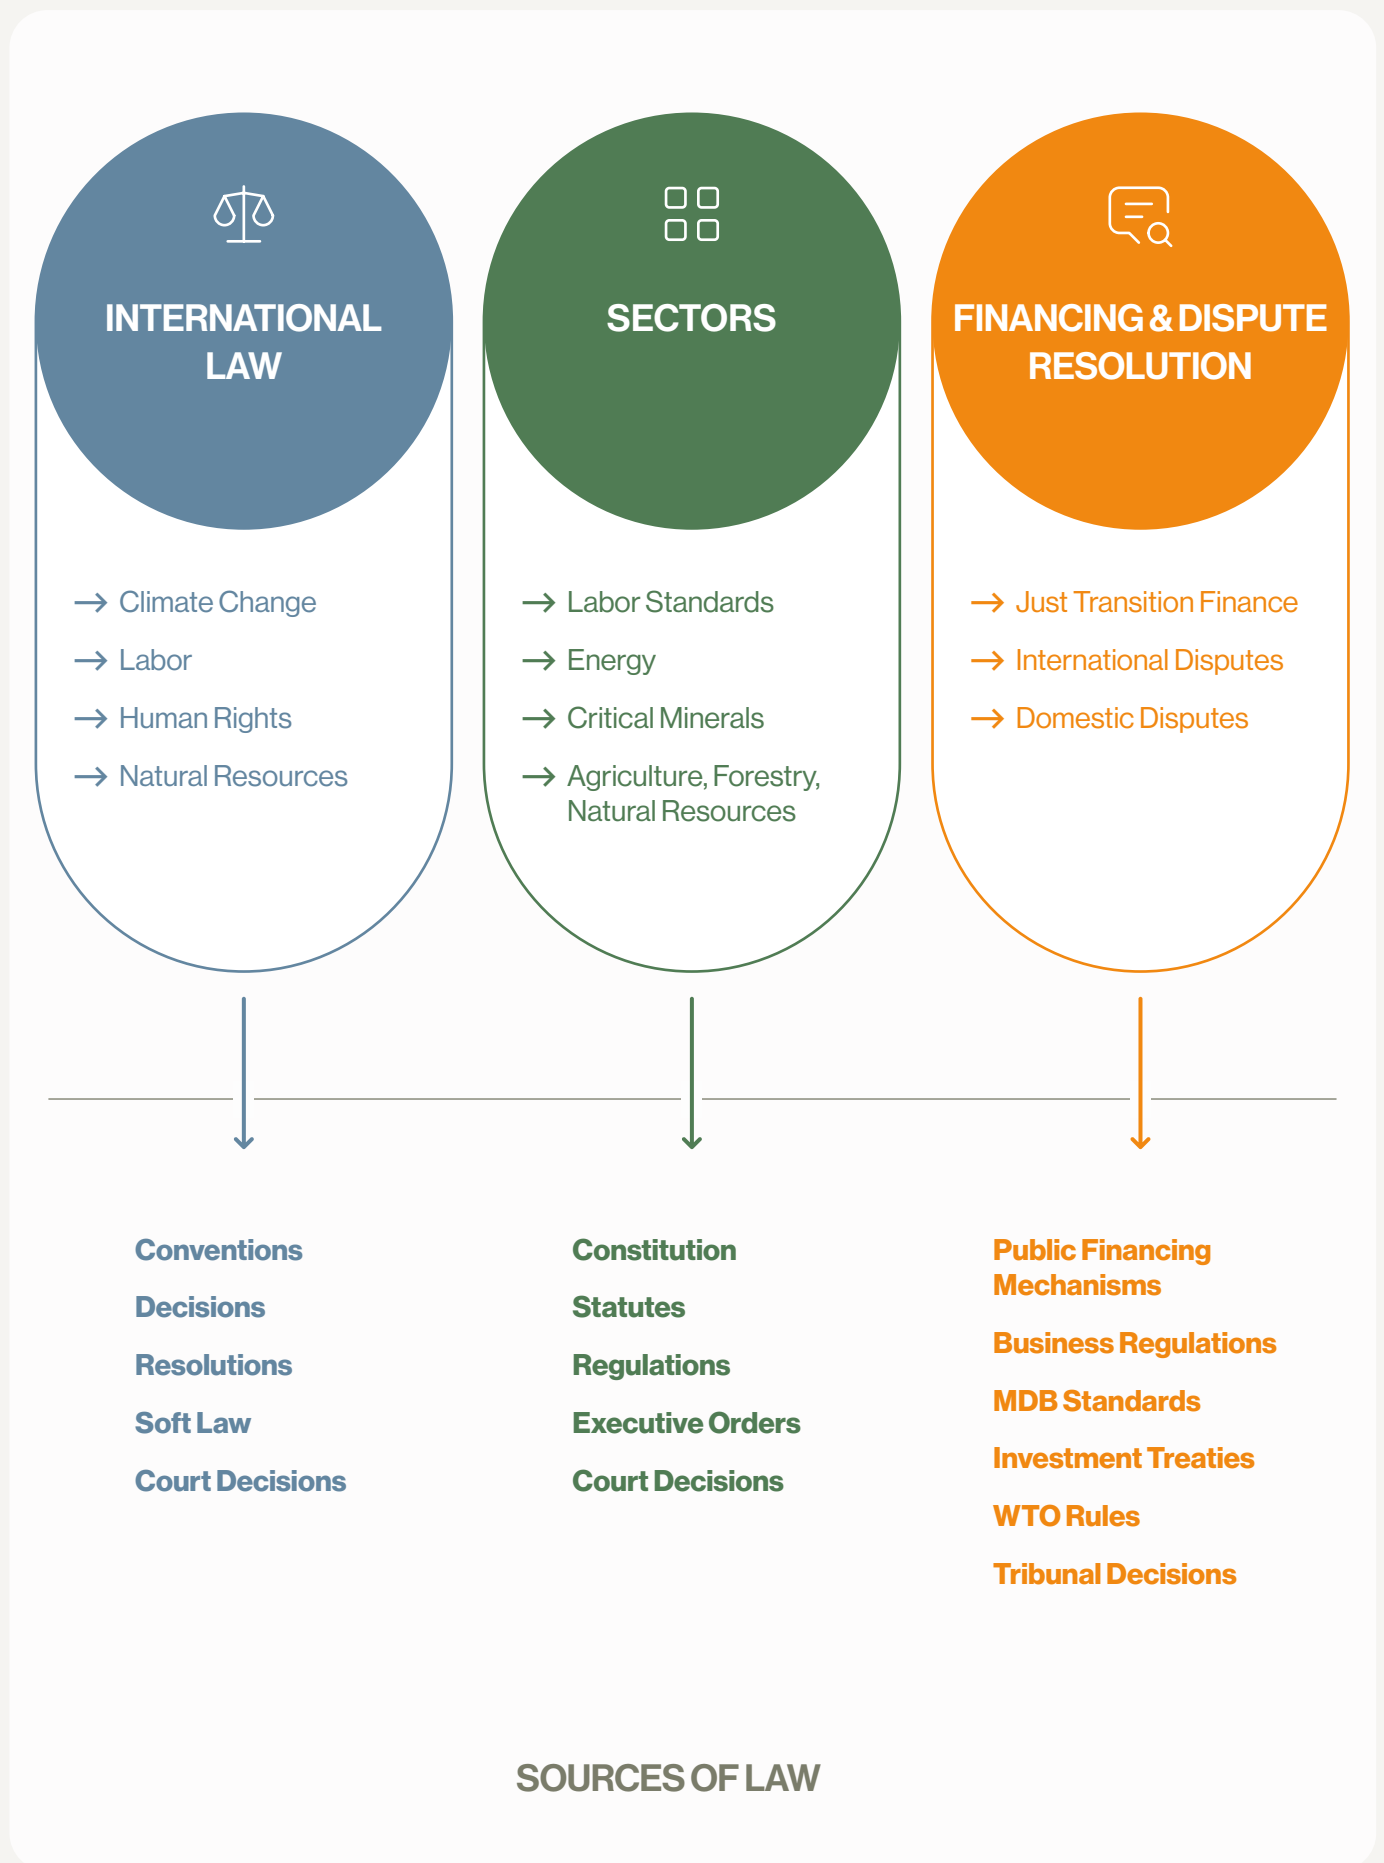 INTERNATIONAL
LAW
Climate Change
Labor
Human Rights
Natural Resources
SECTORS
Labor Standards
Energy
Critical Minerals
Agriculture, Forestry,
Natural Resources
FINANCING & DISPUTE
RESOLUTION
Just Transition Finance
International Disputes
Domestic Disputes
Conventions
Decisions
Resolutions
Soft Law
Court Decisions
Constitution
Statutes
Regulations
Executive Orders
Court Decisions
Public Financing
Mechanisms
Business Regulations
MDB Standards
Investment Treaties
WTO Rules
Tribunal Decisions
SOURCES OF LAW